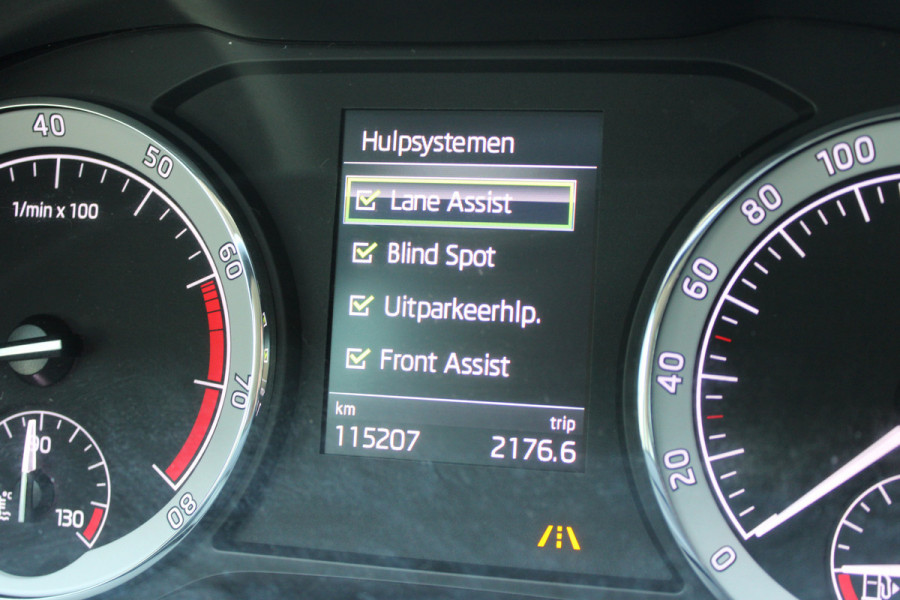 Hulpsystemen
Lane Assist
Blind Spot
Uitparkeerhlp.
Front Assist
km
trip
115207
2176.6
40
50
60
70
80
1/min x 100
90
130
°C
100
80
60
40
20
0